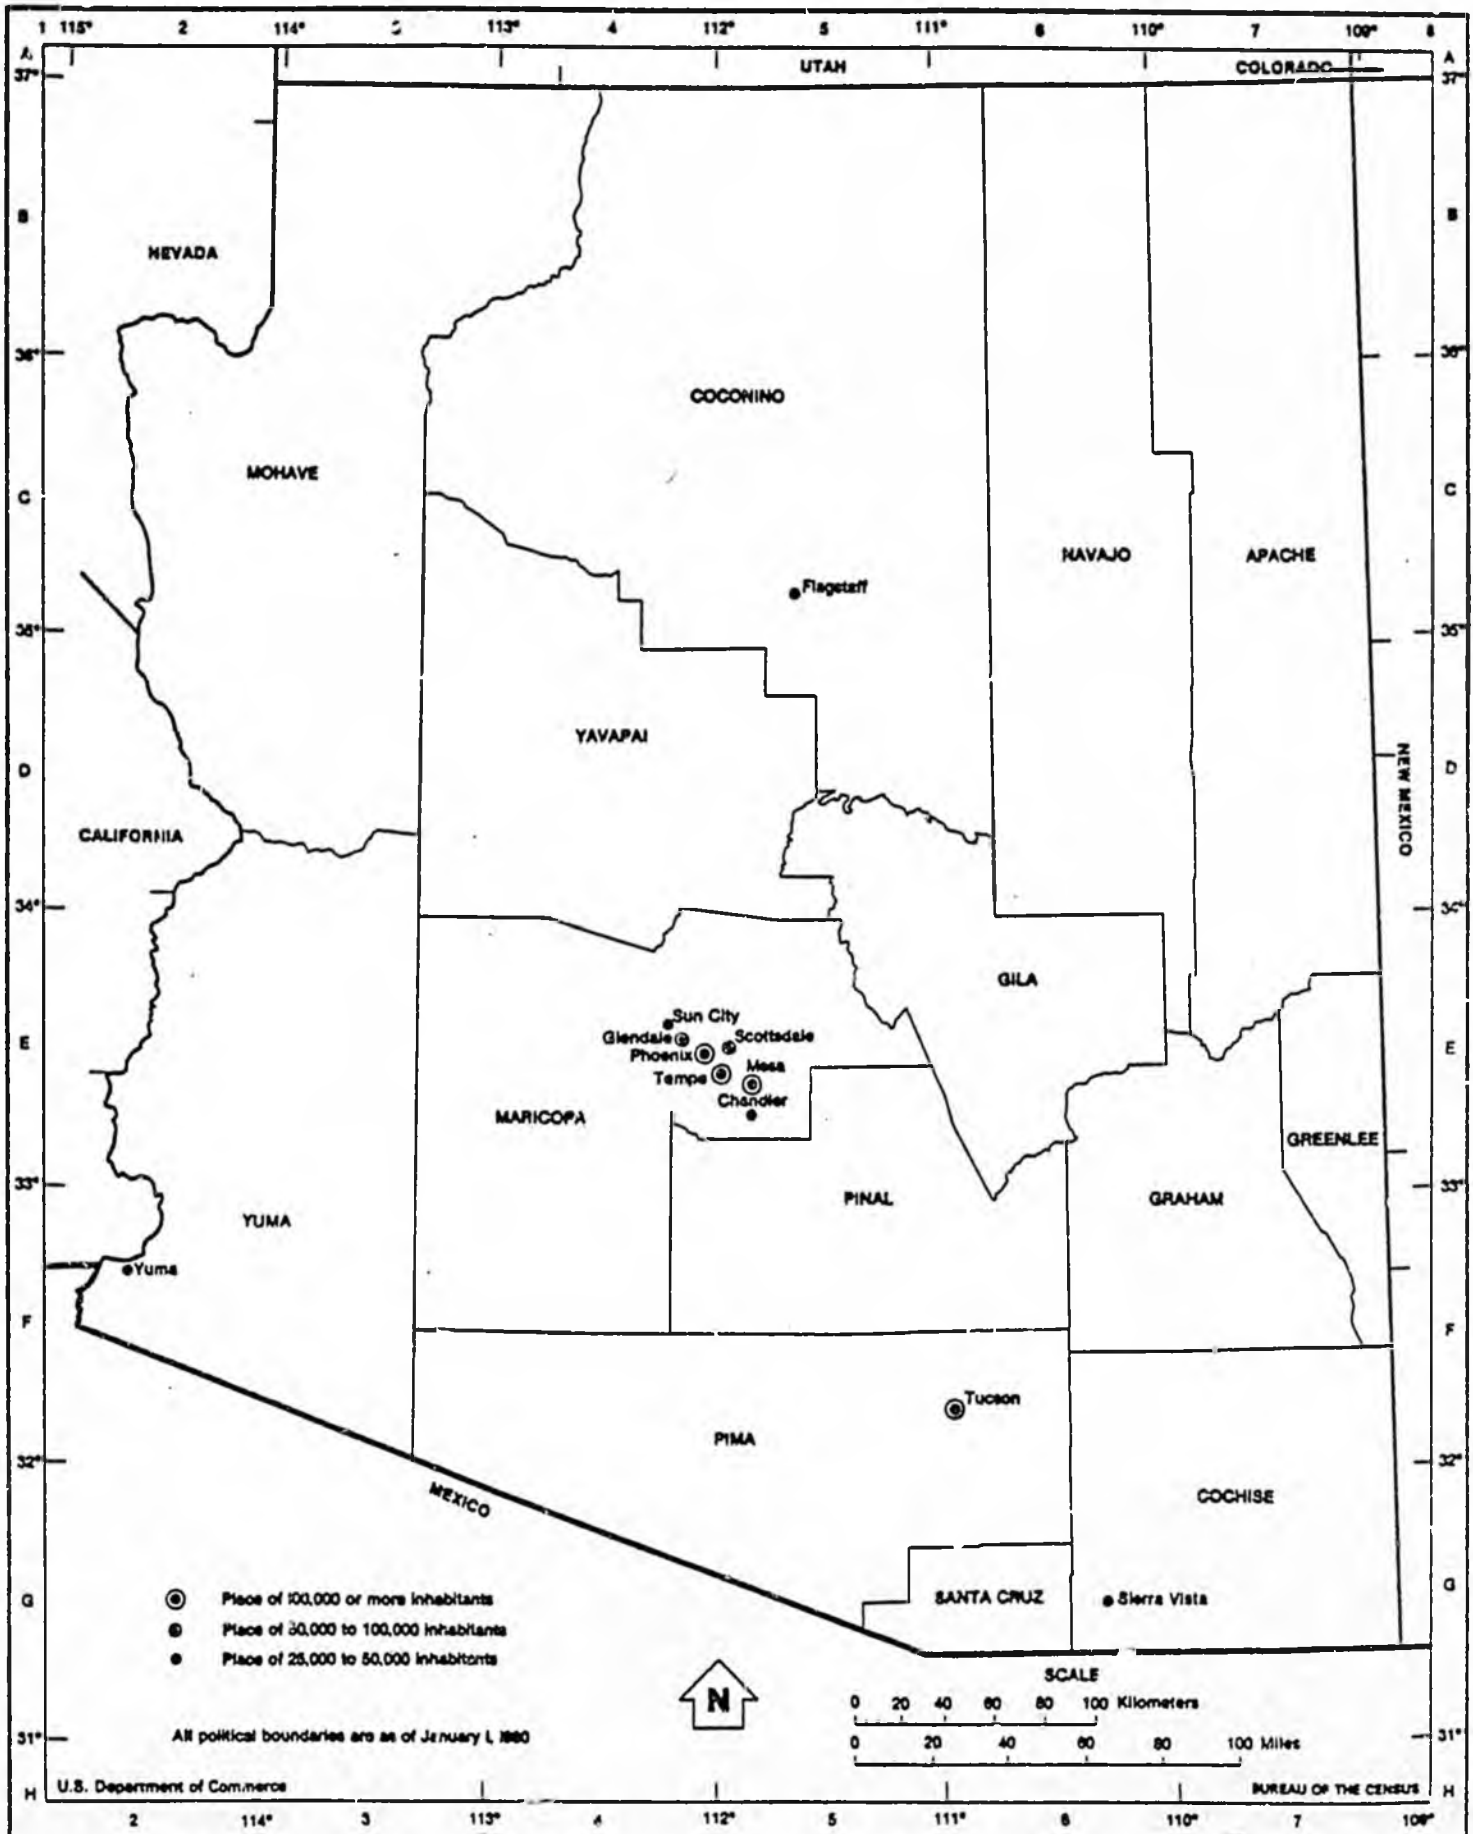 1 115° 2 114° 3 113° 4 112° 5 111° 6 110° 7 109° 8
A A
37° 37°
UTAH COLORADO
B B
NEVADA
36° 36°
COCONINO
MOHAVE
C C
NAVAJO APACHE
Flagstaff
35° 35°
YAVAPAI
D D
NEW MEXICO
CALIFORNIA
34° 34°
GILA
Sun City
Glendale Scottsdale
E E
Phoenix
Tempe Mesa
Chandler
MARICOPA
GREENLEE
33° 33°
PINAL GRAHAM
YUMA
Yuma
F F
Tucson
PIMA
32° 32°
MEXICO
COCHISE
G G
SANTA CRUZ Sierra Vista
Place of 100,000 or more inhabitants
Place of 50,000 to 100,000 inhabitants
Place of 25,000 to 50,000 inhabitants
N
SCALE
0 20 40 60 80 100 Kilometers
0 20 40 60 80 100 Miles
All political boundaries are as of January 1, 1980
31° 31°
U.S. Department of Commerce BUREAU OF THE CENSUS
H H
2 114° 3 113° 4 112° 5 111° 6 110° 7 109°